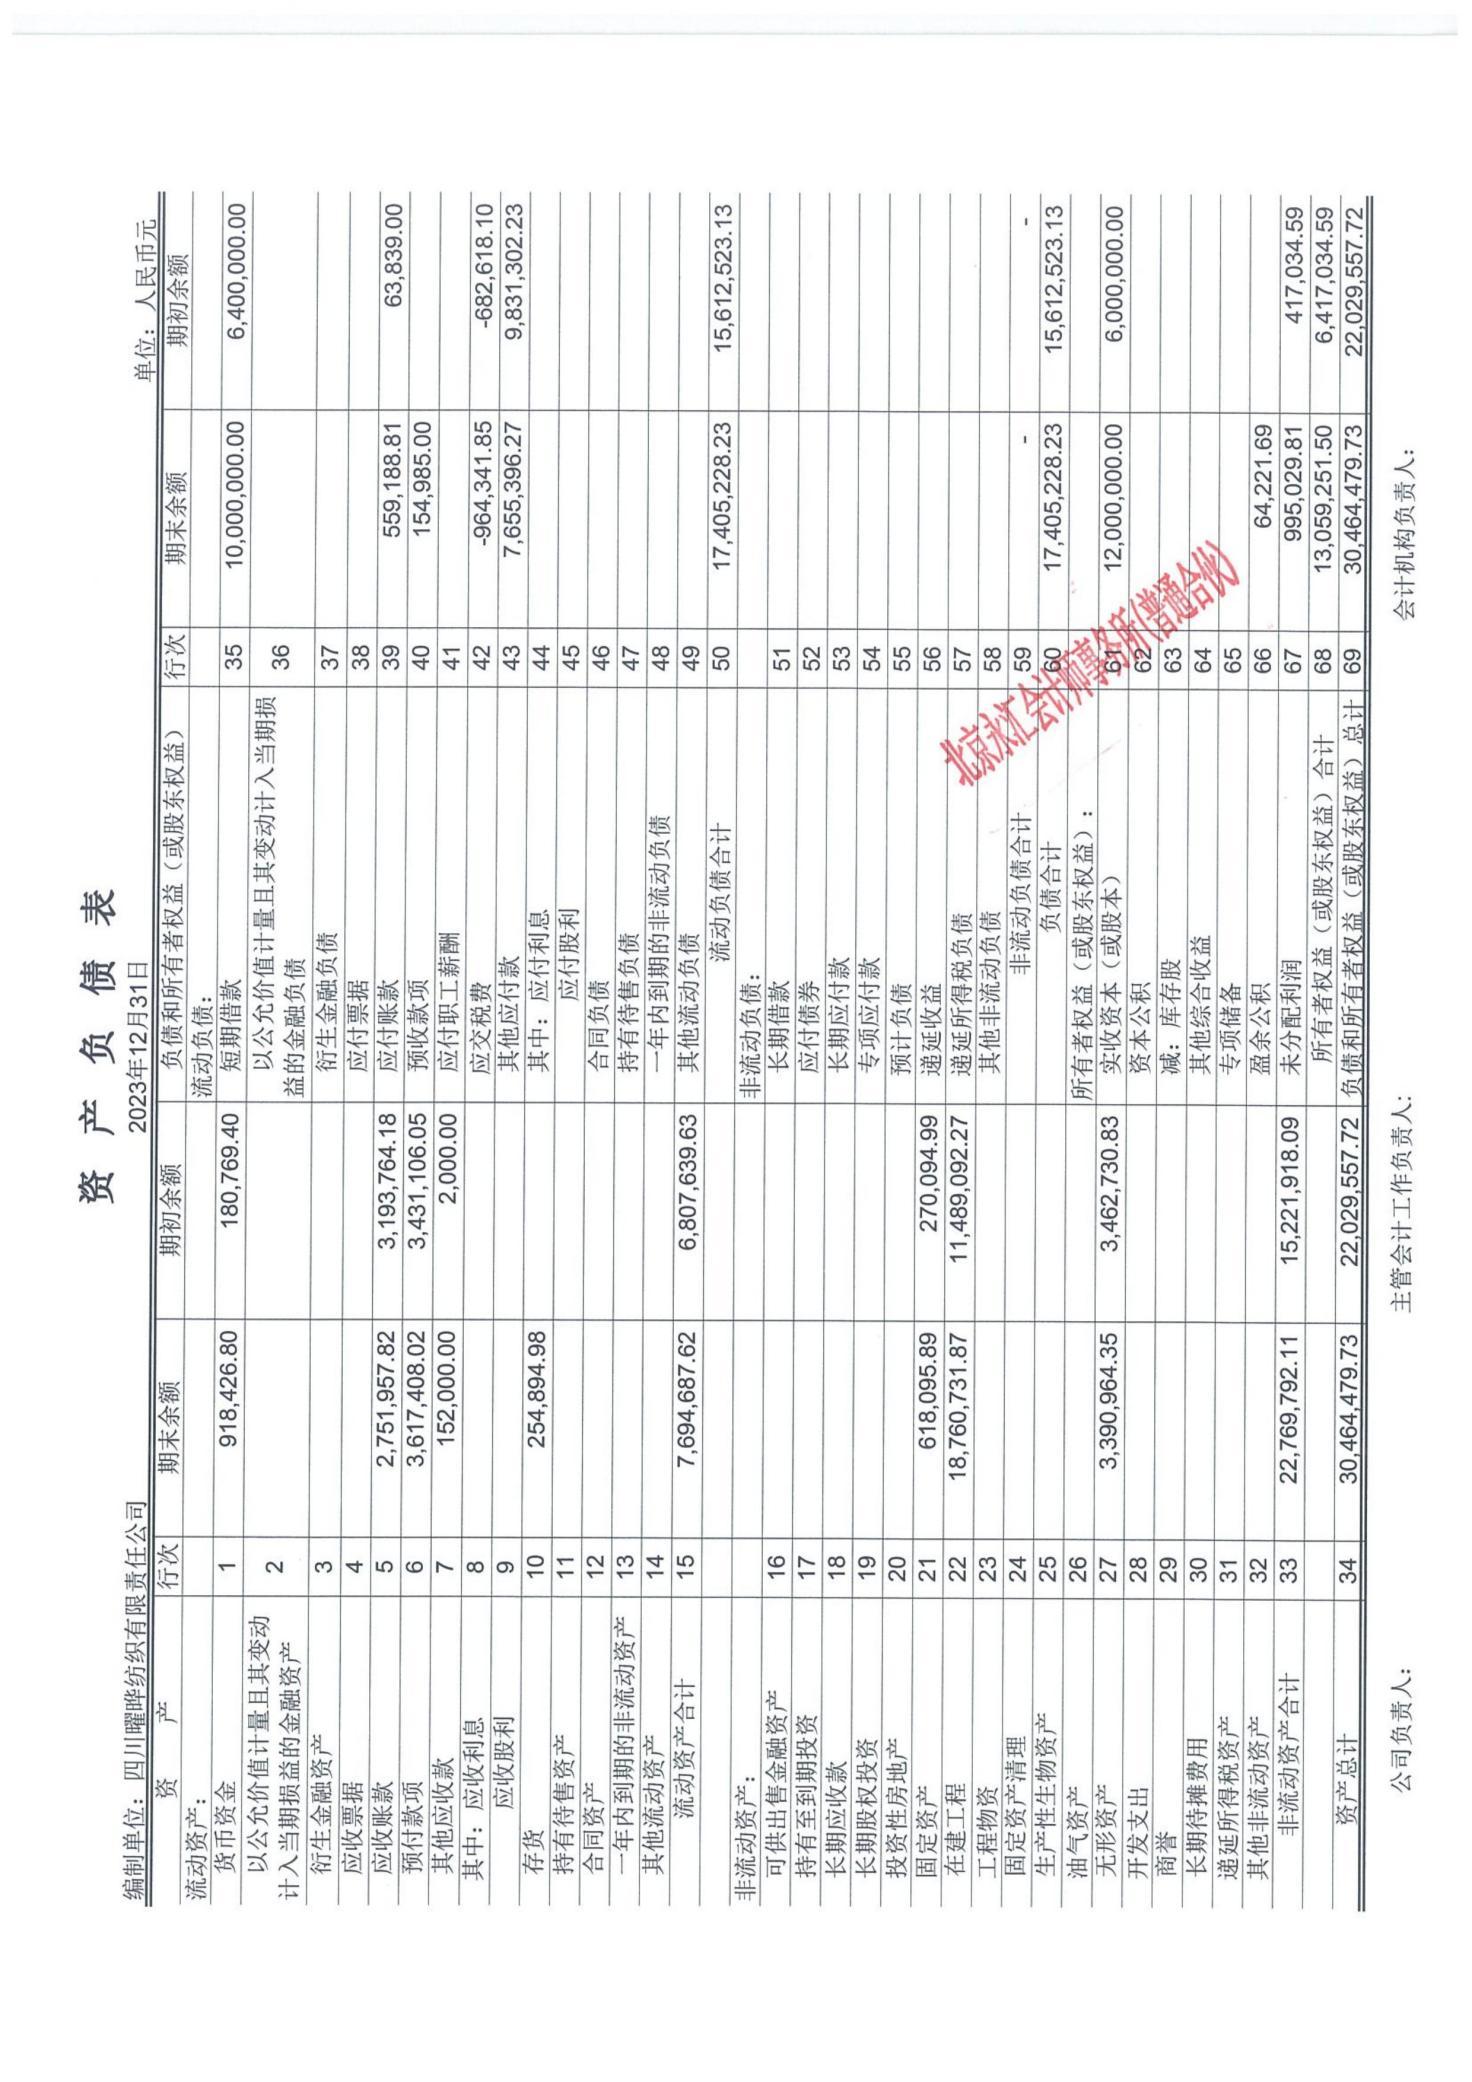 资 产 负 债 表
2023年12月31日
编制单位：四川曜晔纺织有限责任公司 单位：人民币元
资 产 行次 期末余额 期初余额 负债和所有者权益（或股东权益） 行次 期末余额 期初余额
流动资产： 流动负债：
货币资金 1 918,426.80 180,769.40 短期借款 35 10,000,000.00 6,400,000.00
以公允价值计量且其变动 以公允价值计量且其变动计入当期损
计入当期损益的金融资产 2 益的金融负债 36
衍生金融资产 3 衍生金融负债 37
应收票据 4 应付票据 38
应收账款 5 2,751,957.82 3,193,764.18 应付账款 39 559,188.81 63,839.00
预付款项 6 3,617,408.02 3,431,106.05 预收款项 40 154,985.00
其他应收款 7 152,000.00 2,000.00 应付职工薪酬 41
其中：应收利息 8 应交税费 42 -964,341.85 -682,618.10
应收股利 9 其他应付款 43 7,655,396.27 9,831,302.23
存货 10 254,894.98 其中：应付利息 44
持有待售资产 11 应付股利 45
合同资产 12 合同负债 46
一年内到期的非流动资产 13 持有待售负债 47
其他流动资产 14 一年内到期的非流动负债 48
流动资产合计 15 7,694,687.62 6,807,639.63 其他流动负债 49
流动负债合计 50 17,405,228.23 15,612,523.13
非流动资产： 非流动负债：
可供出售金融资产 16 长期借款 51
持有至到期投资 17 应付债券 52
长期应收款 18 长期应付款 53
长期股权投资 19 专项应付款 54
投资性房地产 20 预计负债 55
固定资产 21 618,095.89 270,094.99 递延收益 56
在建工程 22 18,760,731.87 11,489,092.27 递延所得税负债 57
工程物资 23 其他非流动负债 58
固定资产清理 24 非流动负债合计 59 - -
生产性生物资产 25 负债合计 60 17,405,228.23 15,612,523.13
油气资产 26 所有者权益（或股东权益）：
无形资产 27 3,390,964.35 3,462,730.83 实收资本（或股本） 61 12,000,000.00 6,000,000.00
开发支出 28 资本公积 62
商誉 29 减：库存股 63
长期待摊费用 30 其他综合收益 64
递延所得税资产 31 专项储备 65
其他非流动资产 32 盈余公积 66 64,221.69
非流动资产合计 33 22,769,792.11 15,221,918.09 未分配利润 67 995,029.81 417,034.59
所有者权益（或股东权益）合计 68 13,059,251.50 6,417,034.59
资产总计 34 30,464,479.73 22,029,557.72 负债和所有者权益（或股东权益）总计 69 30,464,479.73 22,029,557.72
北京永汇会计师事务所(普通合伙)
公司负责人： 主管会计工作负责人： 会计机构负责人：